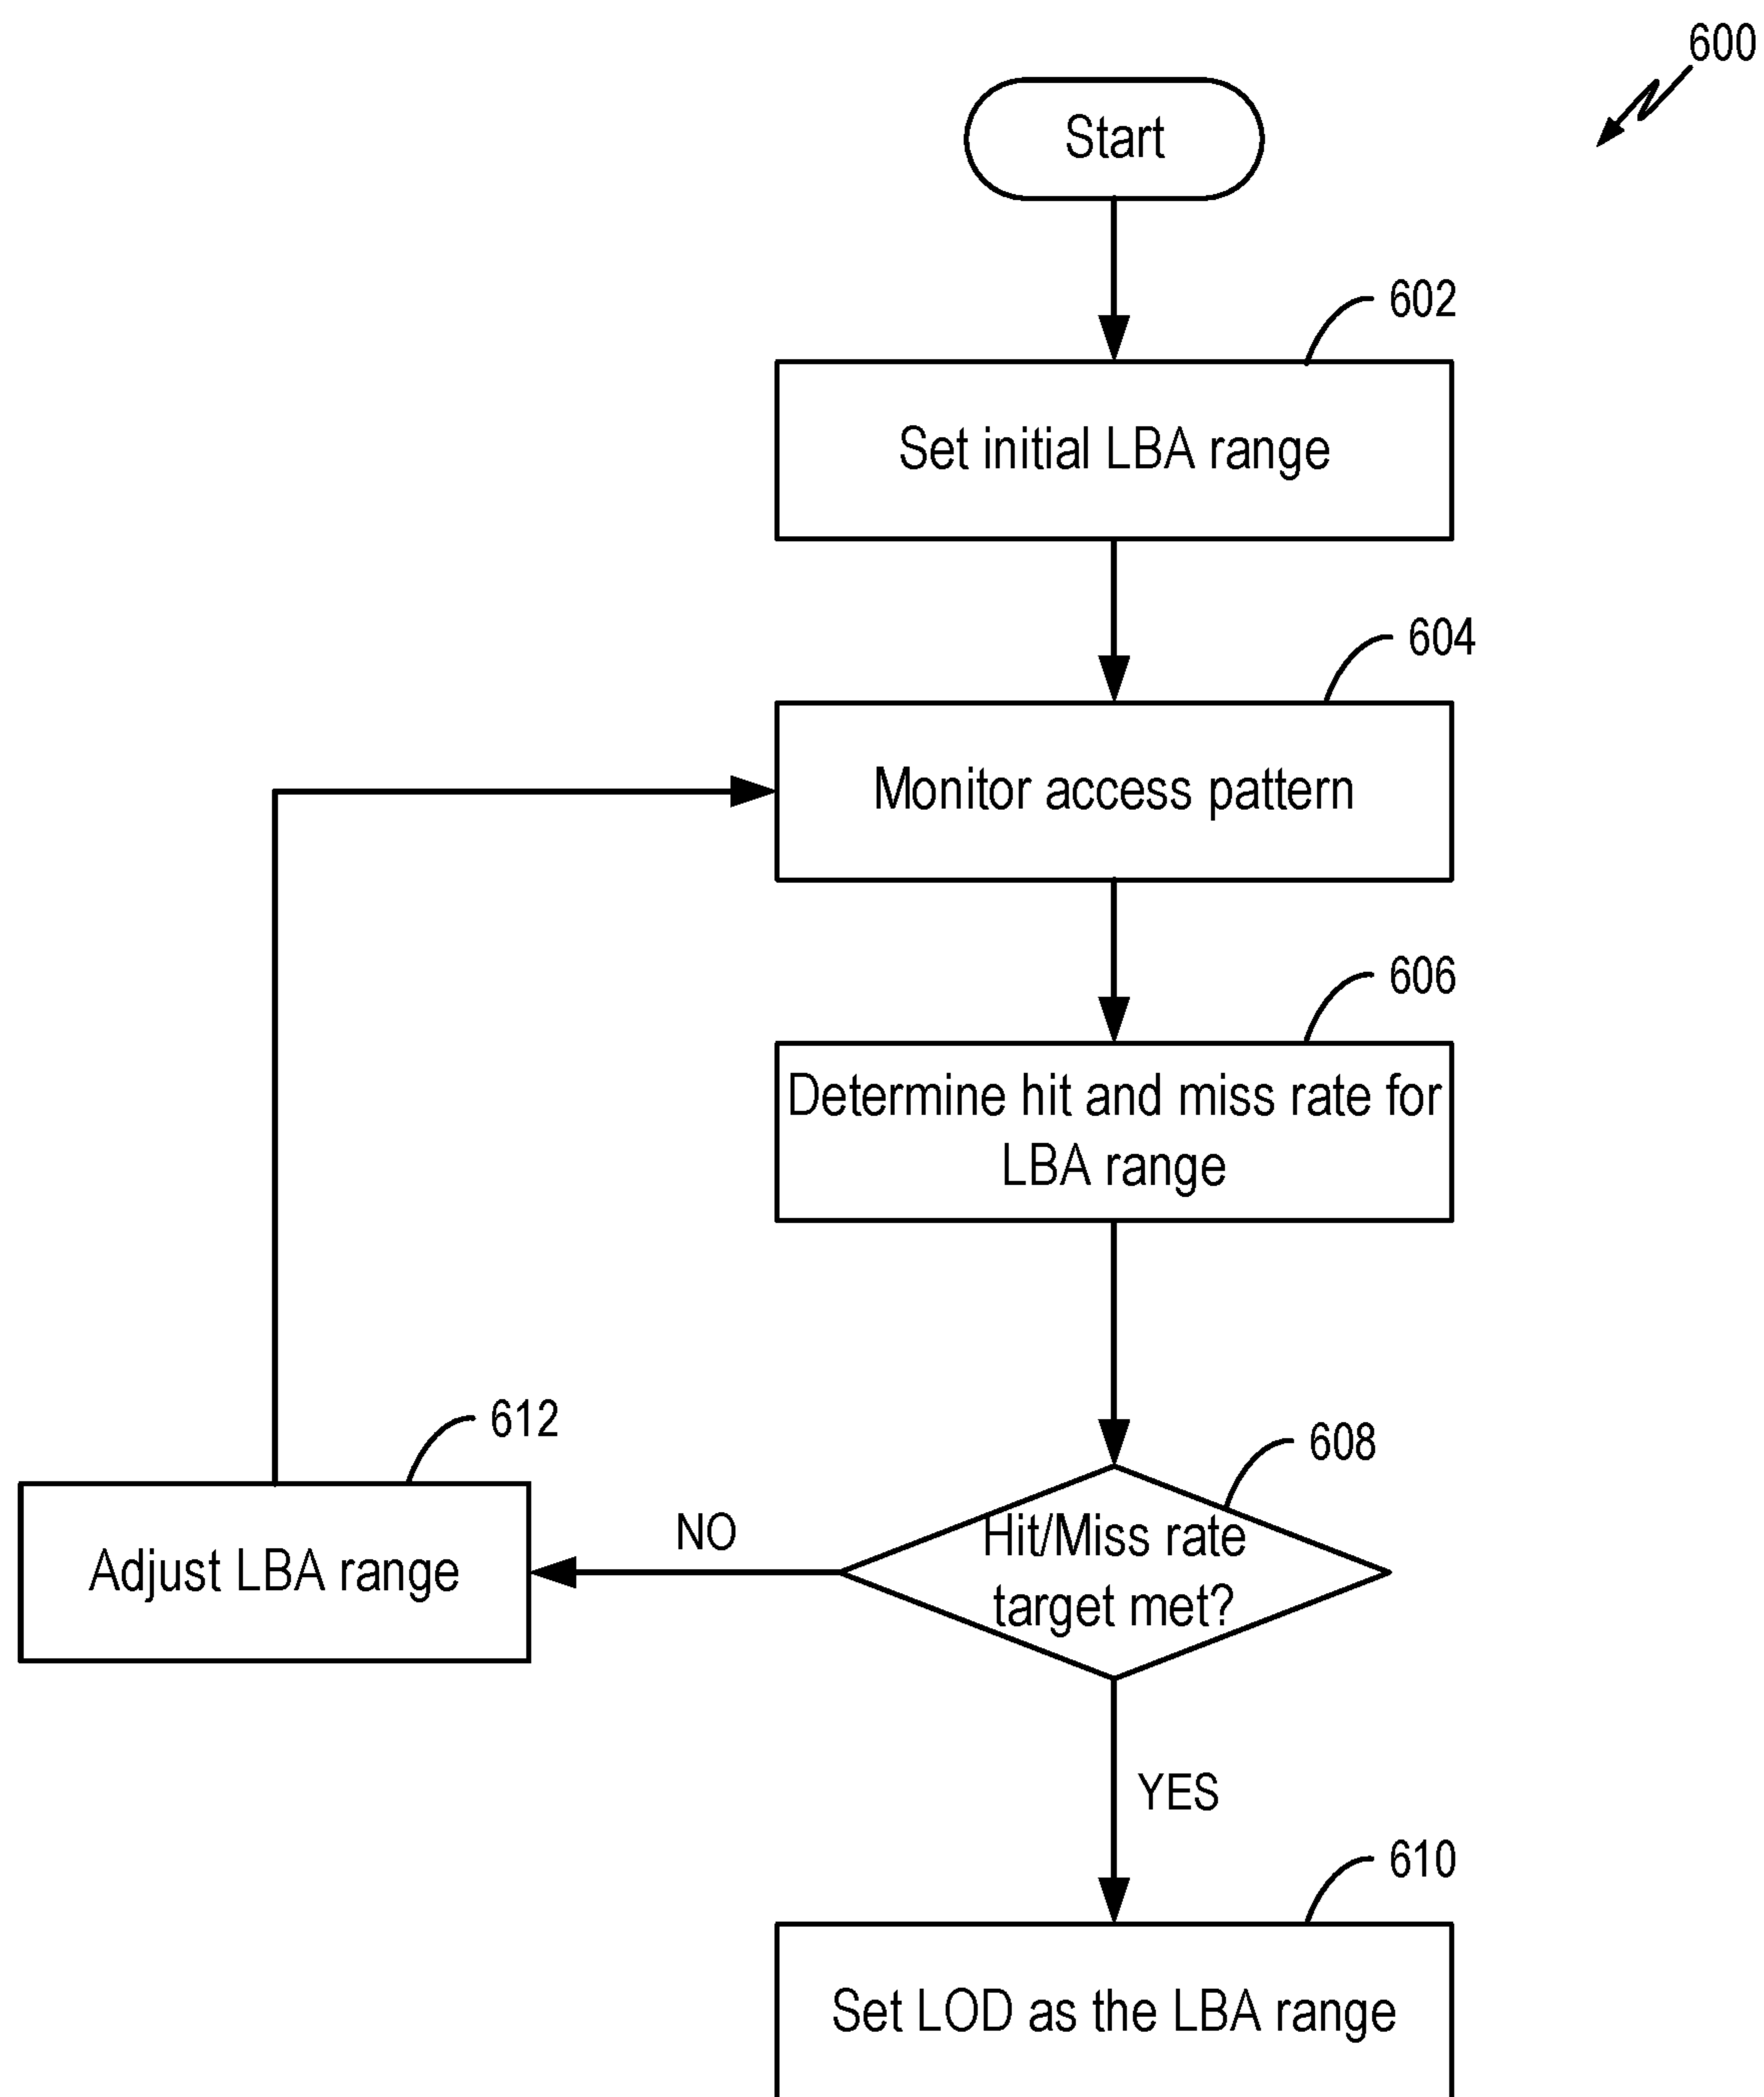 600
Start
602
Set initial LBA range
604
Monitor access pattern
606
Determine hit and miss rate for
LBA range
612
608
Adjust LBA range
NO
Hit/Miss rate
target met?
YES
610
Set LOD as the LBA range